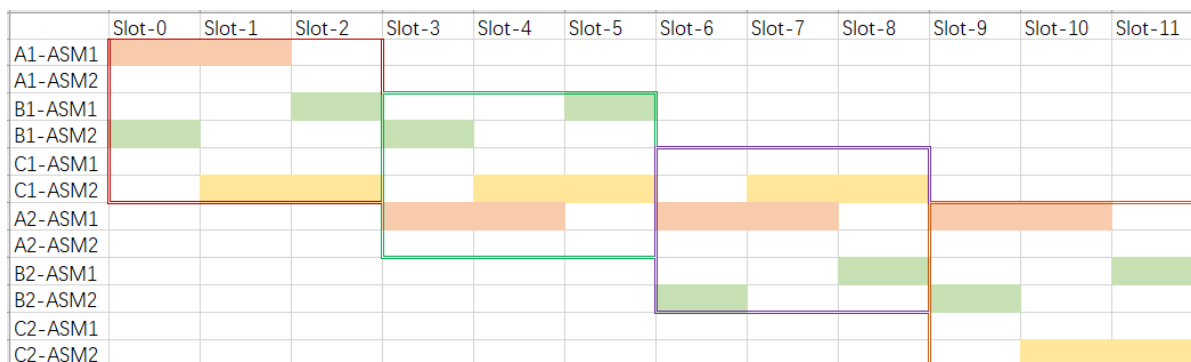 Slot-0 Slot-1 Slot-2 Slot-3 Slot-4 Slot-5 Slot-6 Slot-7 Slot-8 Slot-9 Slot-10 Slot-11
A1-ASM1
A1-ASM2
B1-ASM1
B1-ASM2
C1-ASM1
C1-ASM2
A2-ASM1
A2-ASM2
B2-ASM1
B2-ASM2
C2-ASM1
C2-ASM2